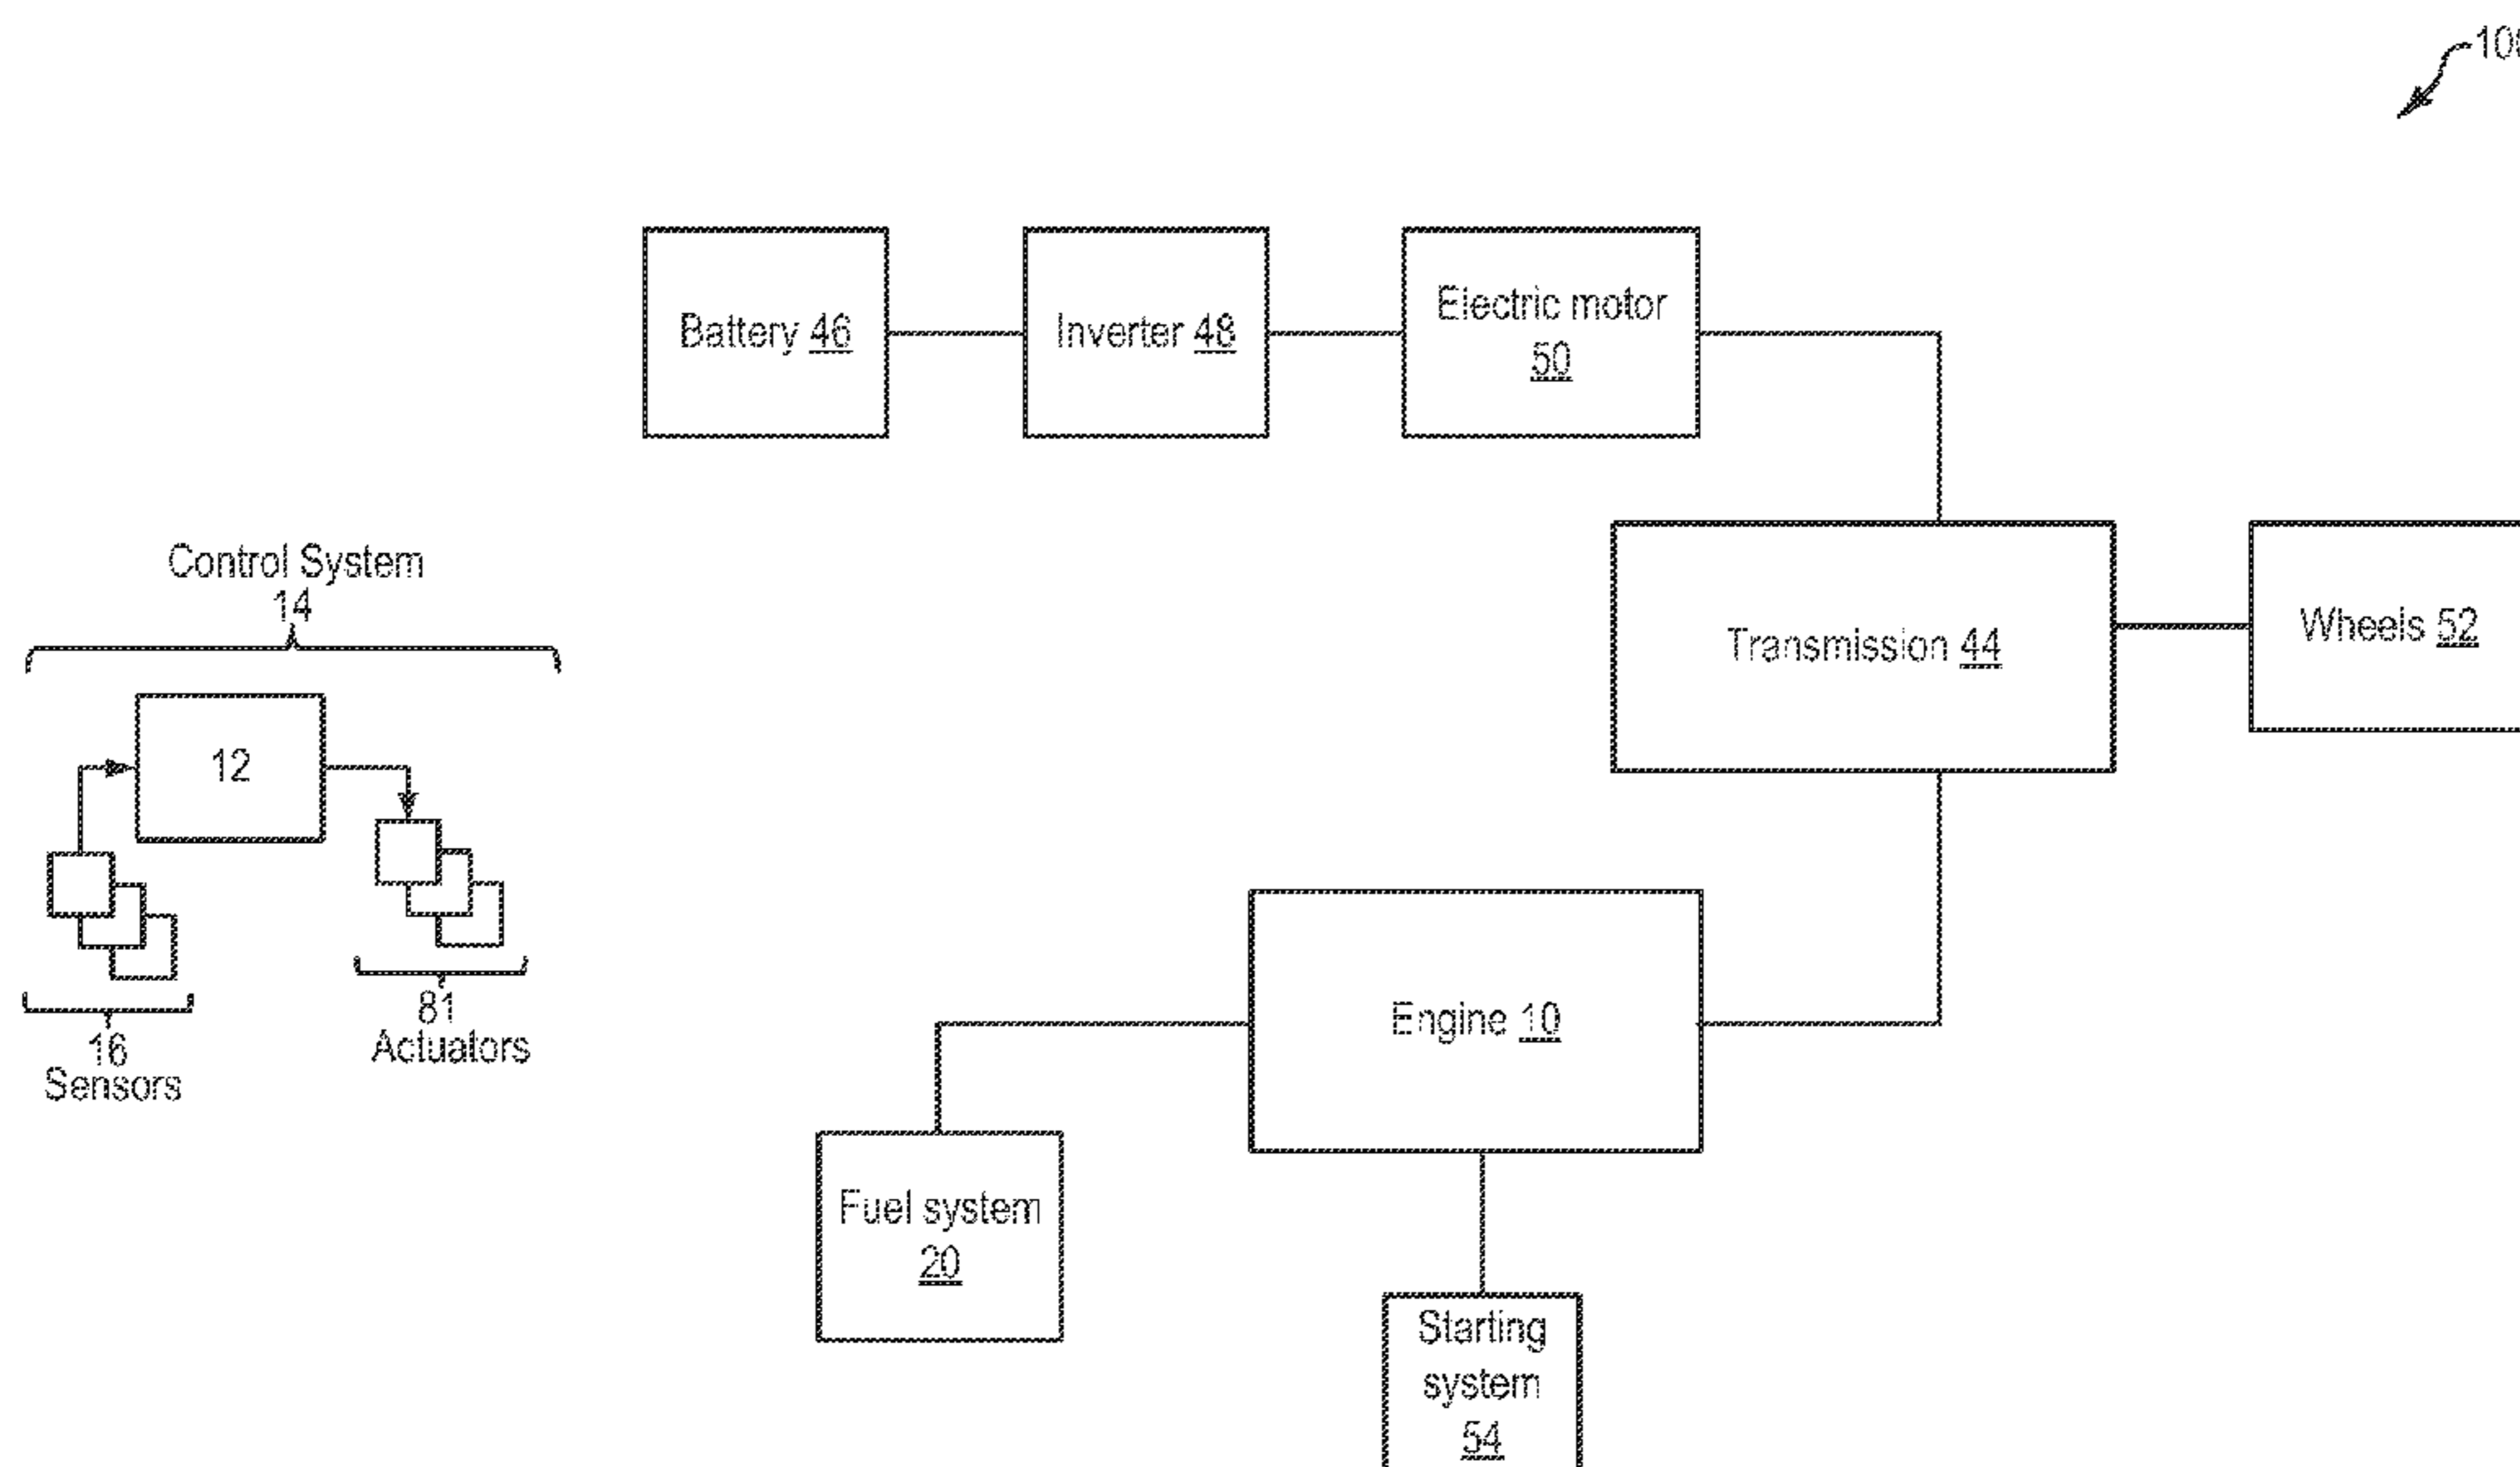 100
Battery 46
Inverter 48
Electric motor
50
Control System
14
Transmission 44
Wheels 52
12
Engine 10
81
Actuators
16
Sensors
Fuel system
20
Starting
system
54